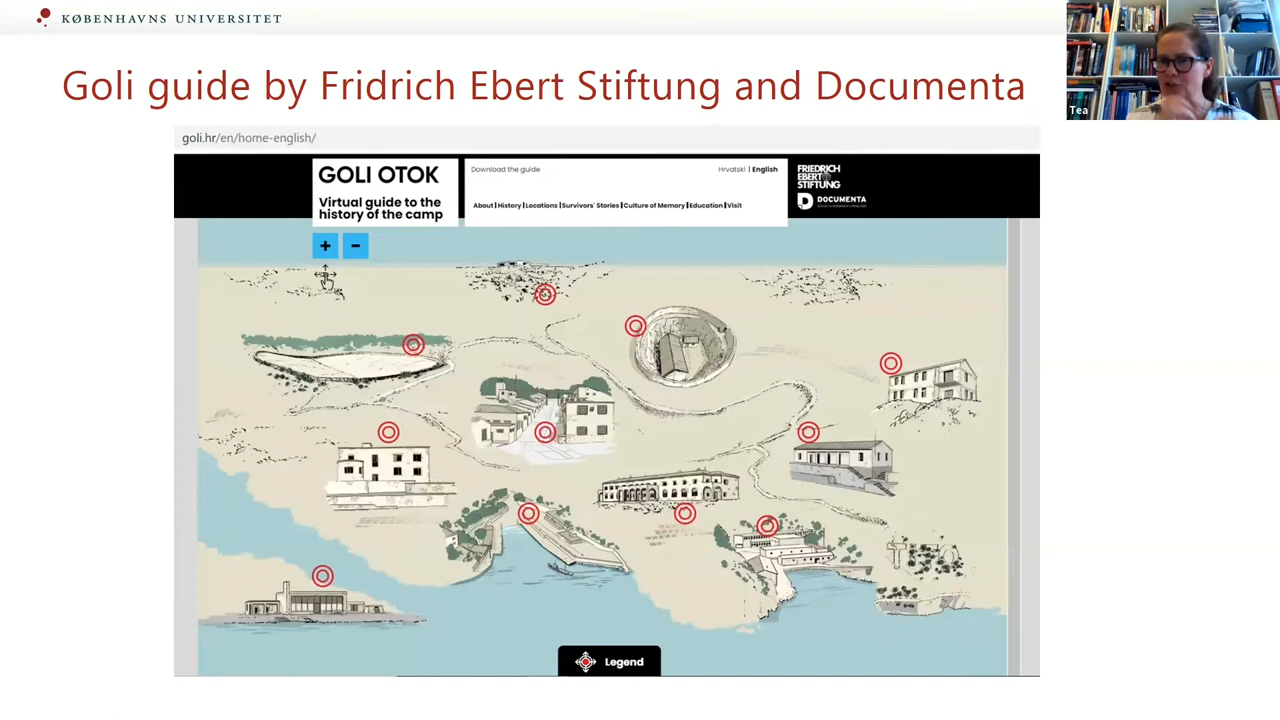 KØBENHAVNS UNIVERSITET
Goli guide by Fridrich Ebert Stiftung and Documenta
Tea
goli.hr/en/home-english/
GOLI OTOK
Virtual guide to the
history of the camp
Download the guide
Hrvatski | English
About | History | Locations | Survivors' Stories | Culture of Memory | Education | Visit
FRIEDRICH
EBERT
STIFTUNG
DOCUMENTA
+ -
TITO
Legend